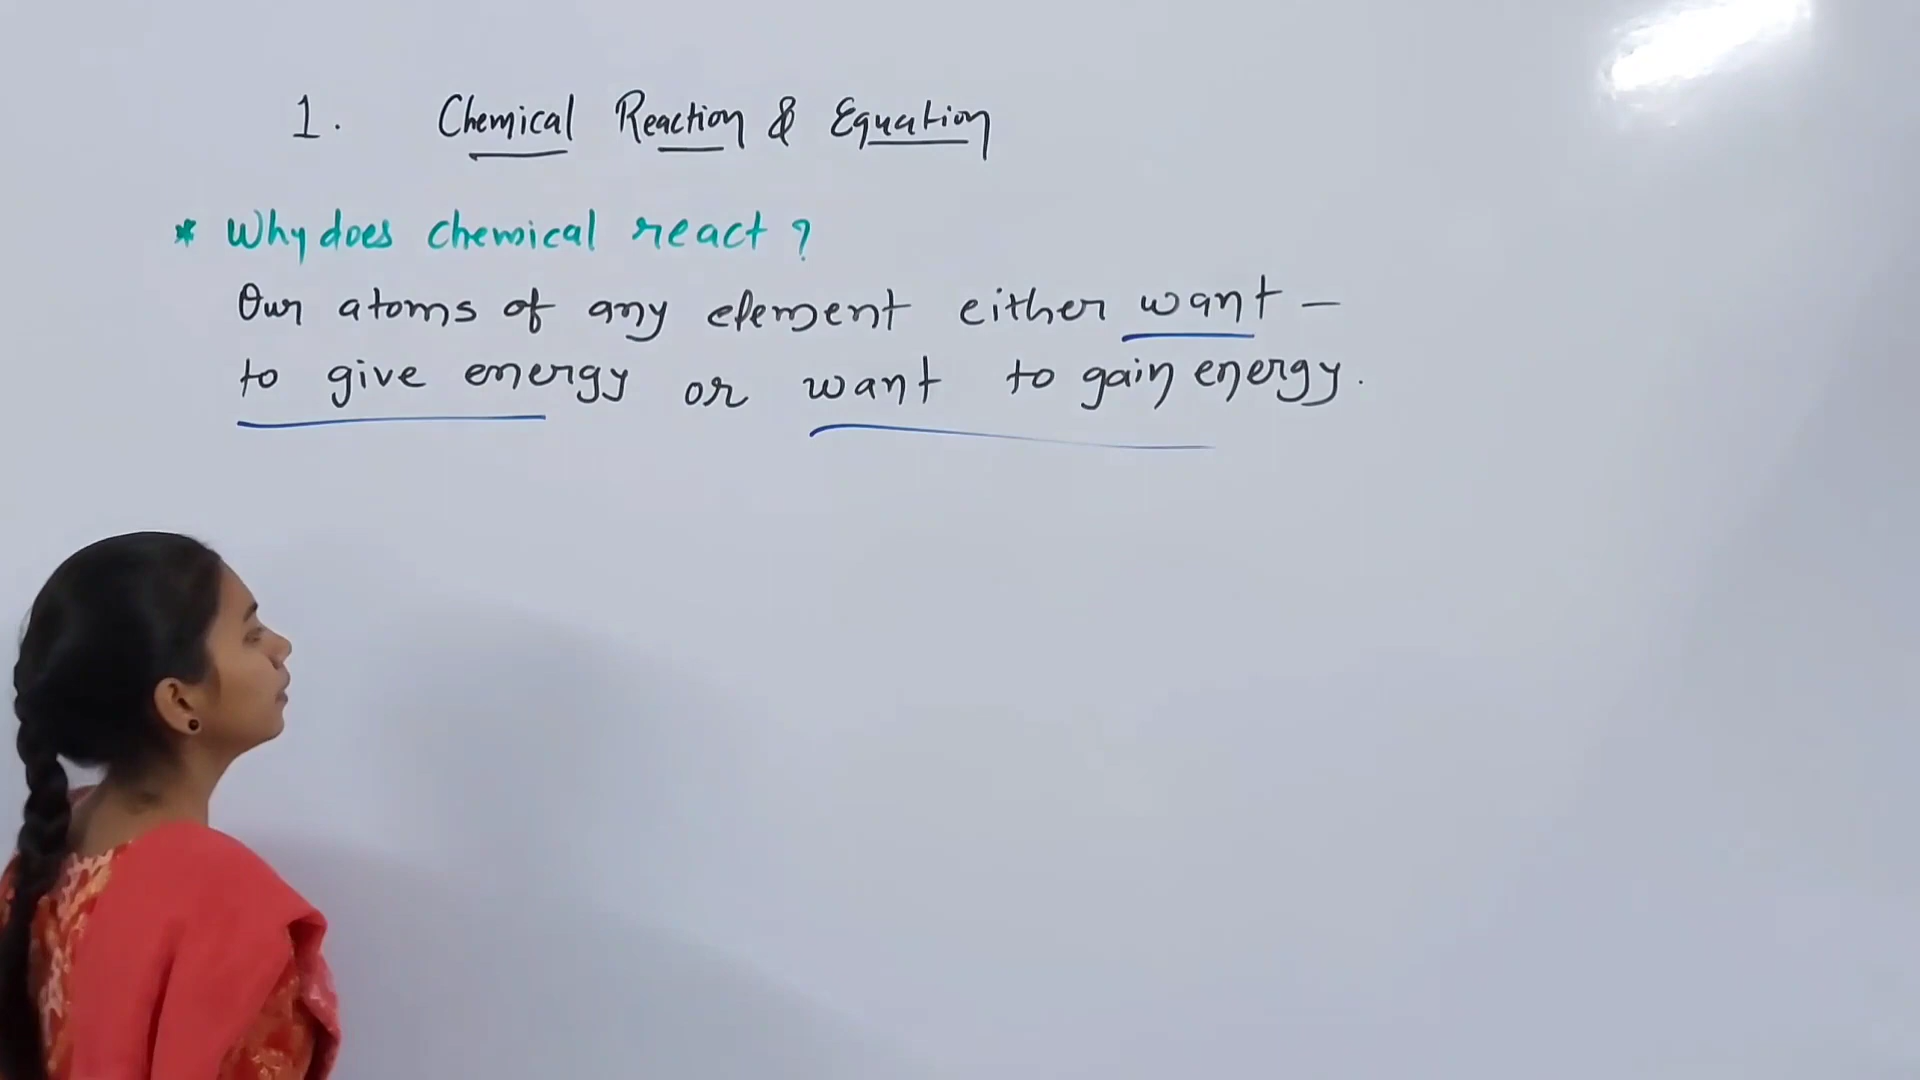 1. Chemical Reaction & Equation
* Why does chemical react ?
Our atoms of any element either want –
to give energy or want to gain energy.